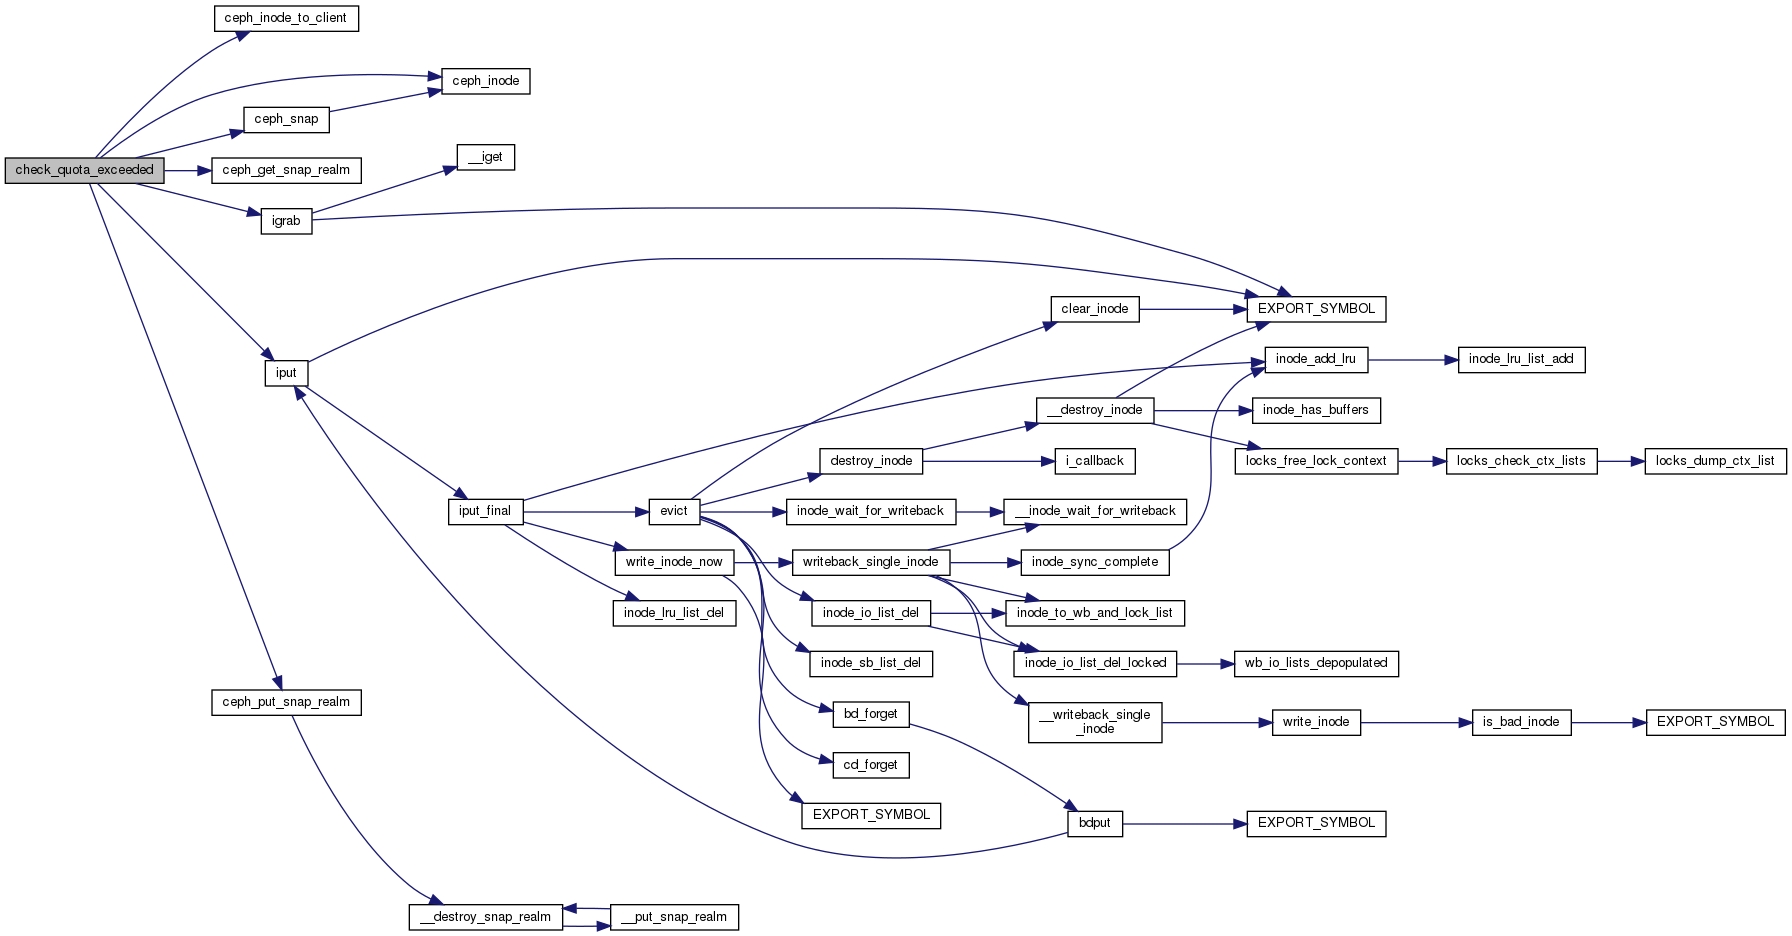 ceph_inode_to_client
ceph_inode
ceph_snap
__iget
check_quota_exceeded
ceph_get_snap_realm
igrab
clear_inode
EXPORT_SYMBOL
inode_add_lru
inode_lru_list_add
iput
__destroy_inode
inode_has_buffers
destroy_inode
i_callback
locks_free_lock_context
locks_check_ctx_lists
locks_dump_ctx_list
iput_final
evict
inode_wait_for_writeback
__inode_wait_for_writeback
write_inode_now
writeback_single_inode
inode_sync_complete
inode_lru_list_del
inode_io_list_del
inode_to_wb_and_lock_list
inode_sb_list_del
inode_io_list_del_locked
wb_io_lists_depopulated
ceph_put_snap_realm
bd_forget
__writeback_single
_inode
write_inode
is_bad_inode
EXPORT_SYMBOL
cd_forget
EXPORT_SYMBOL
bdput
EXPORT_SYMBOL
__destroy_snap_realm
__put_snap_realm